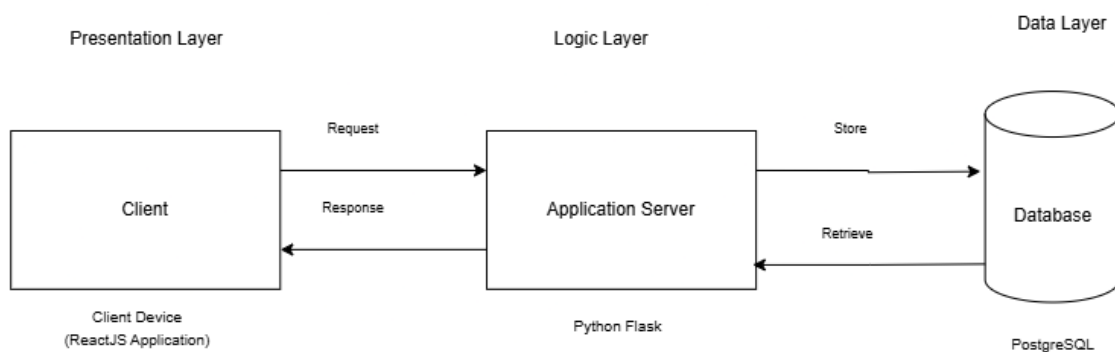 Presentation Layer
Logic Layer
Data Layer
Request
Store
Client
Response
Application Server
Retrieve
Database
Client Device
(ReactJS Application)
Python Flask
PostgreSQL